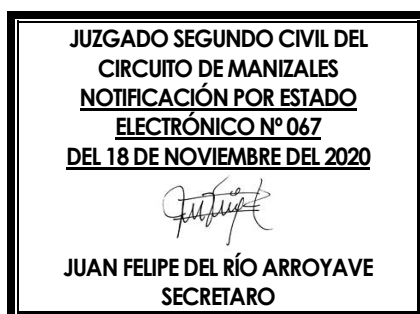 JUZGADO SEGUNDO CIVIL DEL
CIRCUITO DE MANIZALES
NOTIFICACIÓN POR ESTADO
ELECTRÓNICO Nº 067
DEL 18 DE NOVIEMBRE DEL 2020
JUAN FELIPE DEL RÍO ARROYAVE
SECRETARO